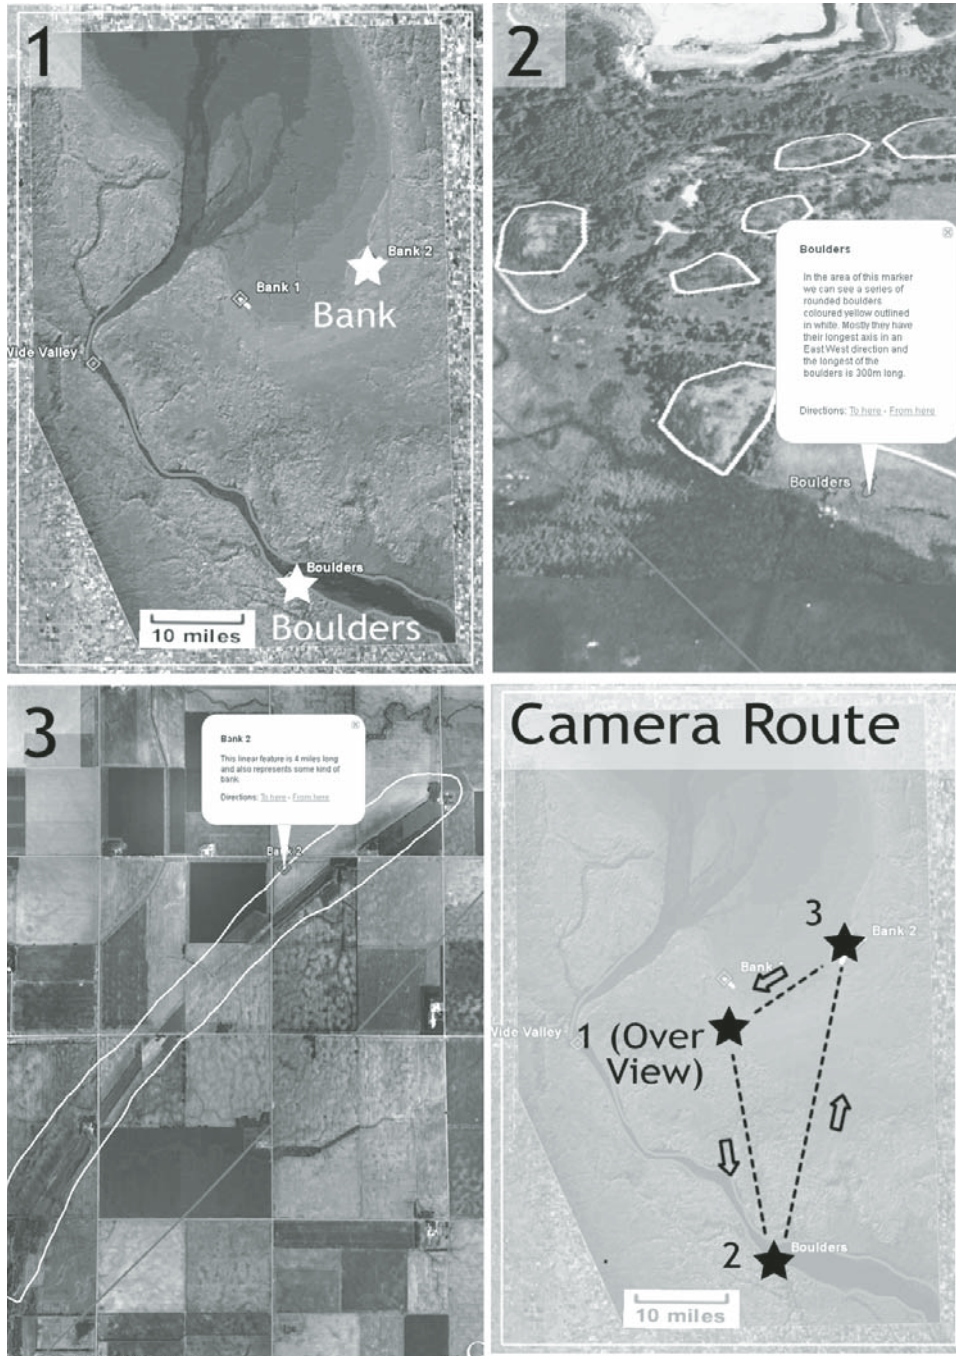 1
Bank 2
Bank 1
Bank
Wide Valley
Boulders
Boulders
10 miles
2
Boulders
In the area of this marker
we can see a series of
rounded boulders
coloured yellow outlined
in white. Mostly they have
their longest axis in an
East West direction and
the longest of the
boulders is 300m long.
Directions: To here - From here
Boulders
3
Bank 2
This linear feature is 4 miles long
and also represents some kind of
bank.
Directions: To here - From here
Bank 2
Camera Route
3
Bank 2
Bank
Wide Valley
1 (Over
View)
2
Boulders
10 miles